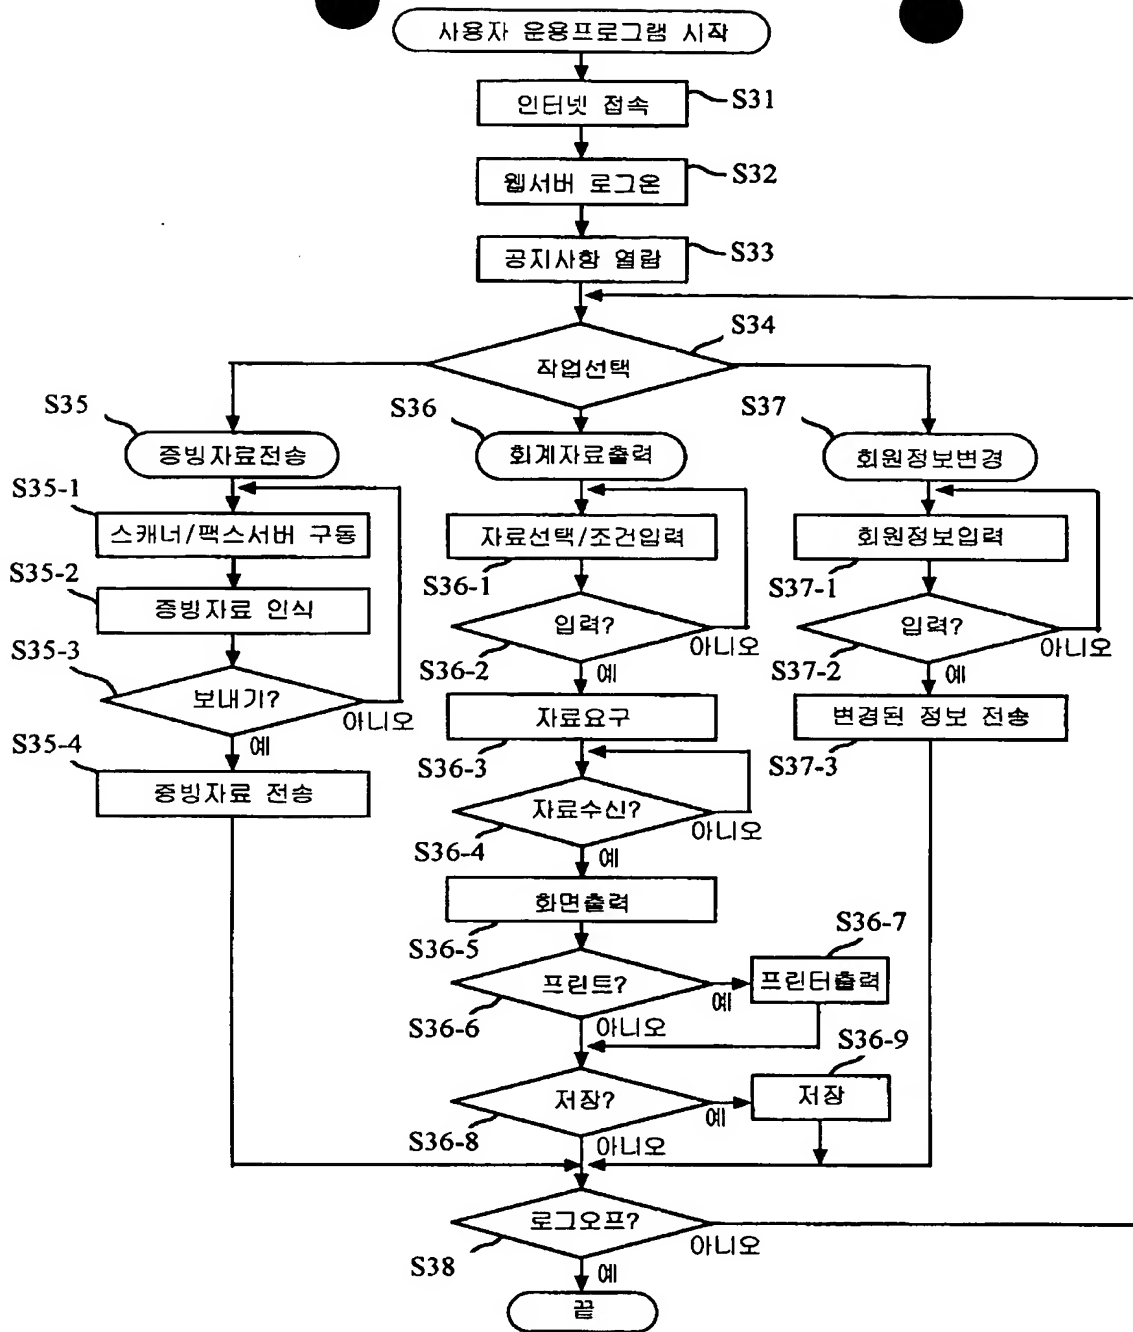 사용자 운용프로그램 시작
인터넷 접속
S31
웹서버 로그온
S32
공지사항 열람
S33
작업선택
S34
S35
증빙자료전송
S36
회계자료출력
S37
회원정보변경
S35-1
스캐너/팩스서버 구동
자료선택/조건입력
S36-1
회원정보입력
S37-1
S35-2
증빙자료 인식
입력?
아니오
S36-2
예
입력?
아니오
S37-2
예
S35-3
보내기?
아니오
예
자료요구
S36-3
변경된 정보 전송
S37-3
S35-4
증빙자료 전송
자료수신?
아니오
S36-4
예
화면출력
S36-5
프린트?
예
S36-6
아니오
S36-7
프린터출력
저장?
예
S36-8
아니오
S36-9
저장
로그오프?
아니오
S38
예
끝